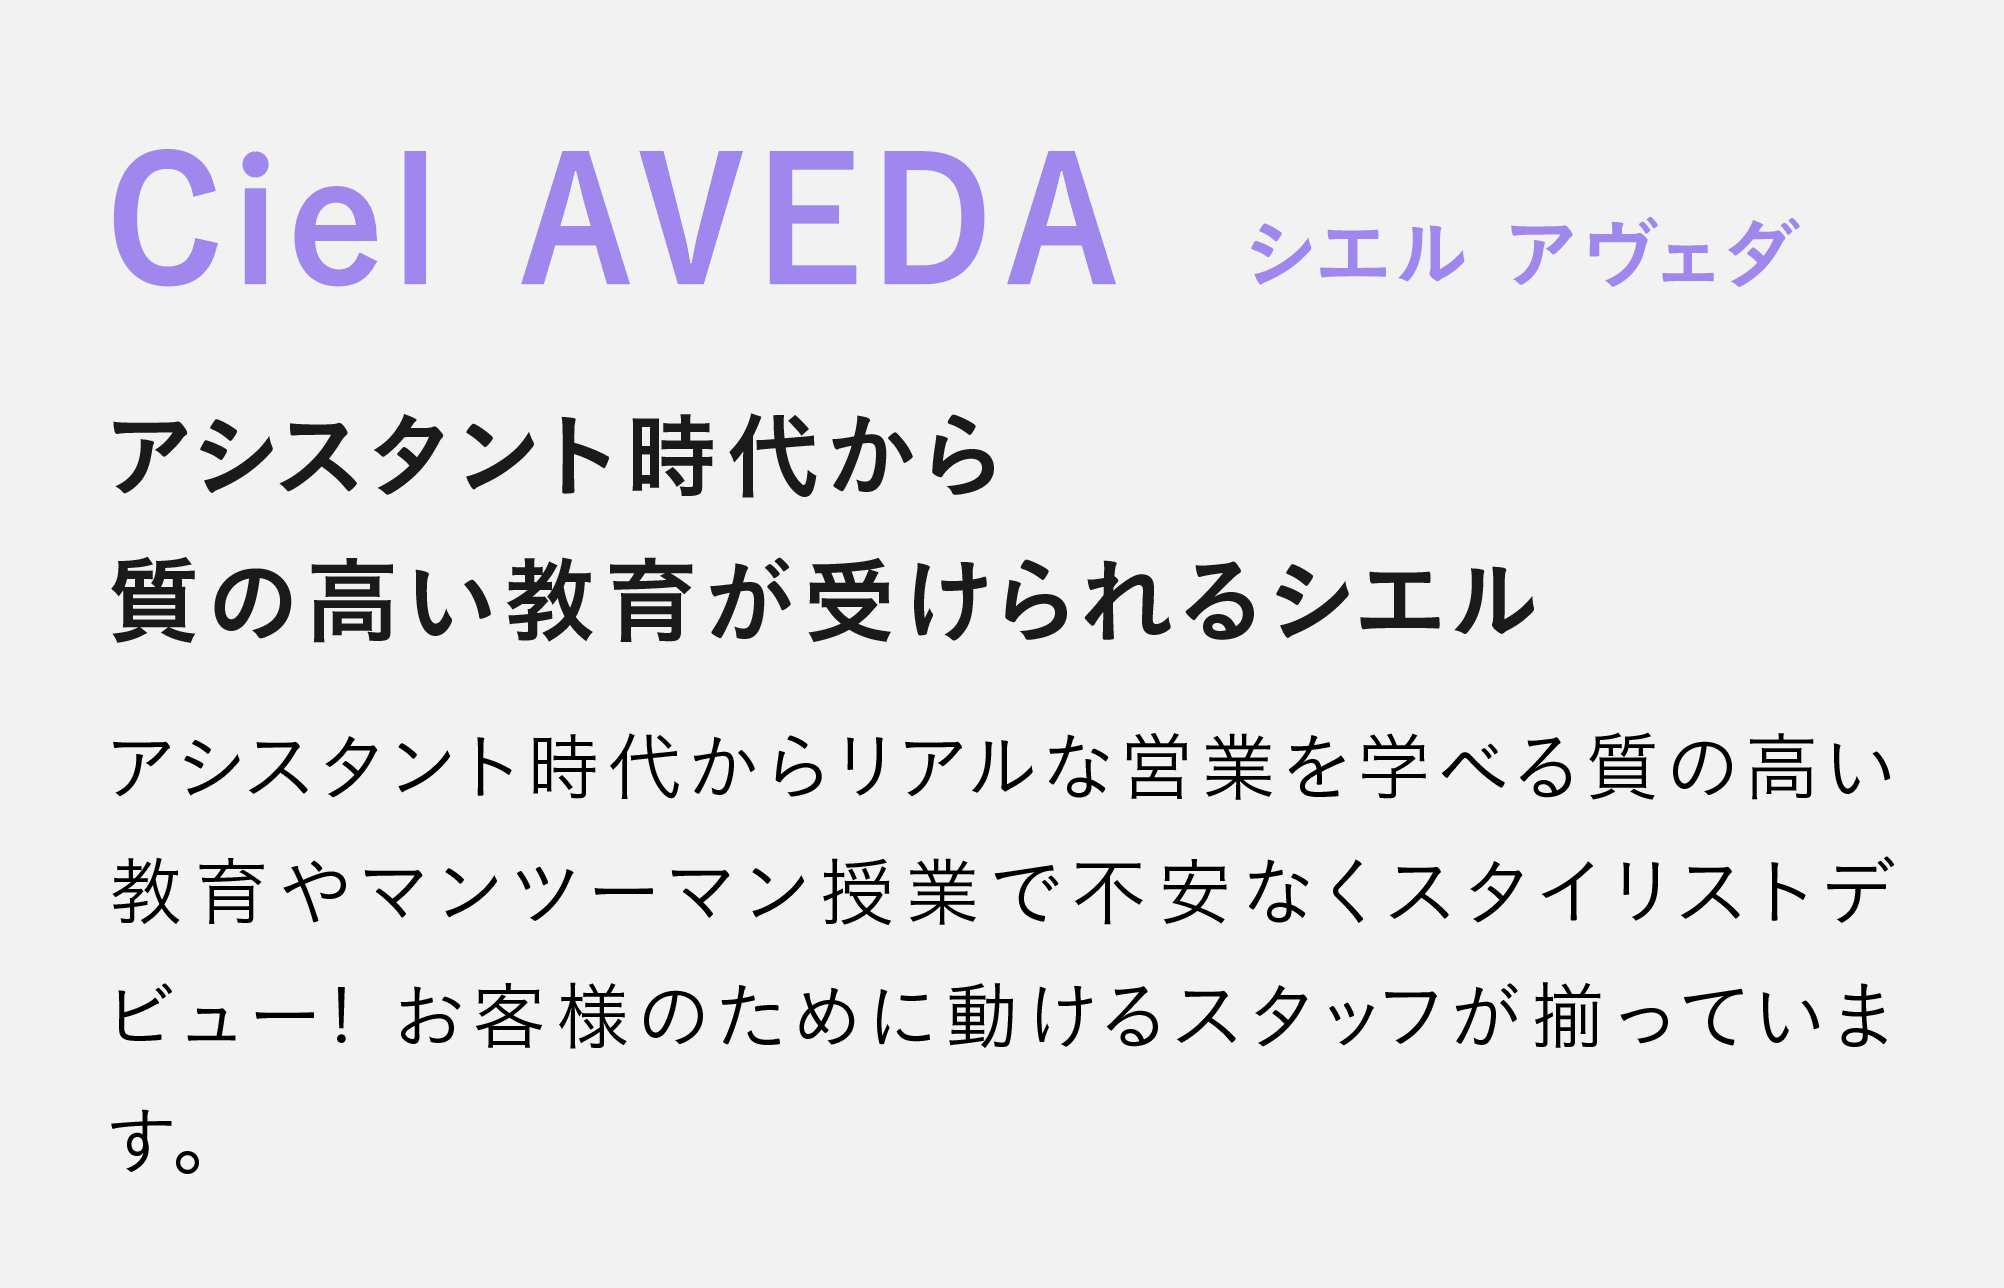 Ciel AVEDA シエル アヴェダ
アシスタント時代から
質の高い教育が受けられるシエル
アシスタント時代からリアルな営業を学べる質の高い
教育やマンツーマン授業で不安なくスタイリストデ
ビュー！お客様のために動けるスタッフが揃っていま
す。